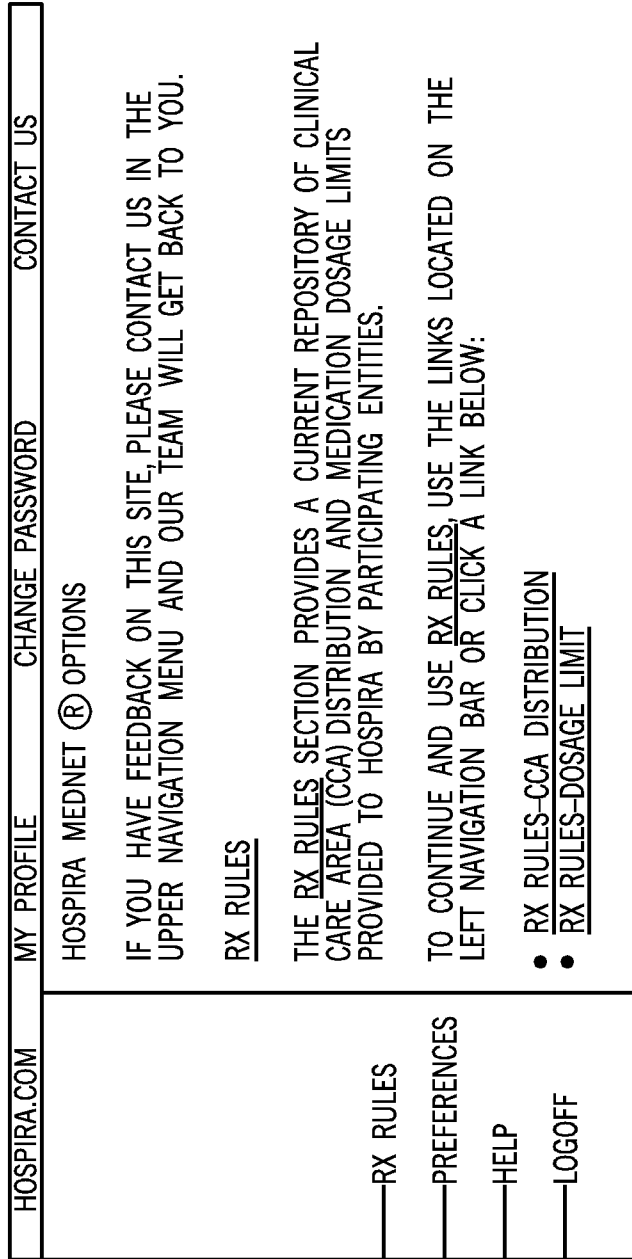 HOSPIRA.COM MY PROFILE CHANGE PASSWORD CONTACT US
RX RULES
PREFERENCES
HELP
LOGOFF
HOSPIRA MEDNET Ⓡ OPTIONS
IF YOU HAVE FEEDBACK ON THIS SITE, PLEASE CONTACT US IN THE
UPPER NAVIGATION MENU AND OUR TEAM WILL GET BACK TO YOU.
RX RULES
THE RX RULES SECTION PROVIDES A CURRENT REPOSITORY OF CLINICAL
CARE AREA (CCA) DISTRIBUTION AND MEDICATION DOSAGE LIMITS
PROVIDED TO HOSPIRA BY PARTICIPATING ENTITIES.
TO CONTINUE AND USE RX RULES, USE THE LINKS LOCATED ON THE
LEFT NAVIGATION BAR OR CLICK A LINK BELOW:
• RX RULES-CCA DISTRIBUTION
• RX RULES-DOSAGE LIMIT